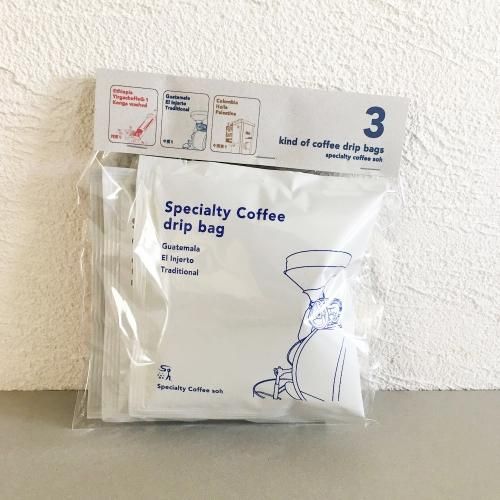 Ethiopia
Yirgacheffe G-1
Konga washed
Guatemala
El Injerto
Traditional
Colombia
Huila
Palestina
3
kind of coffee drip bags
specialty coffee soh
Specialty Coffee
drip bag
Guatemala
El Injerto
Traditional
Specialty Coffee soh